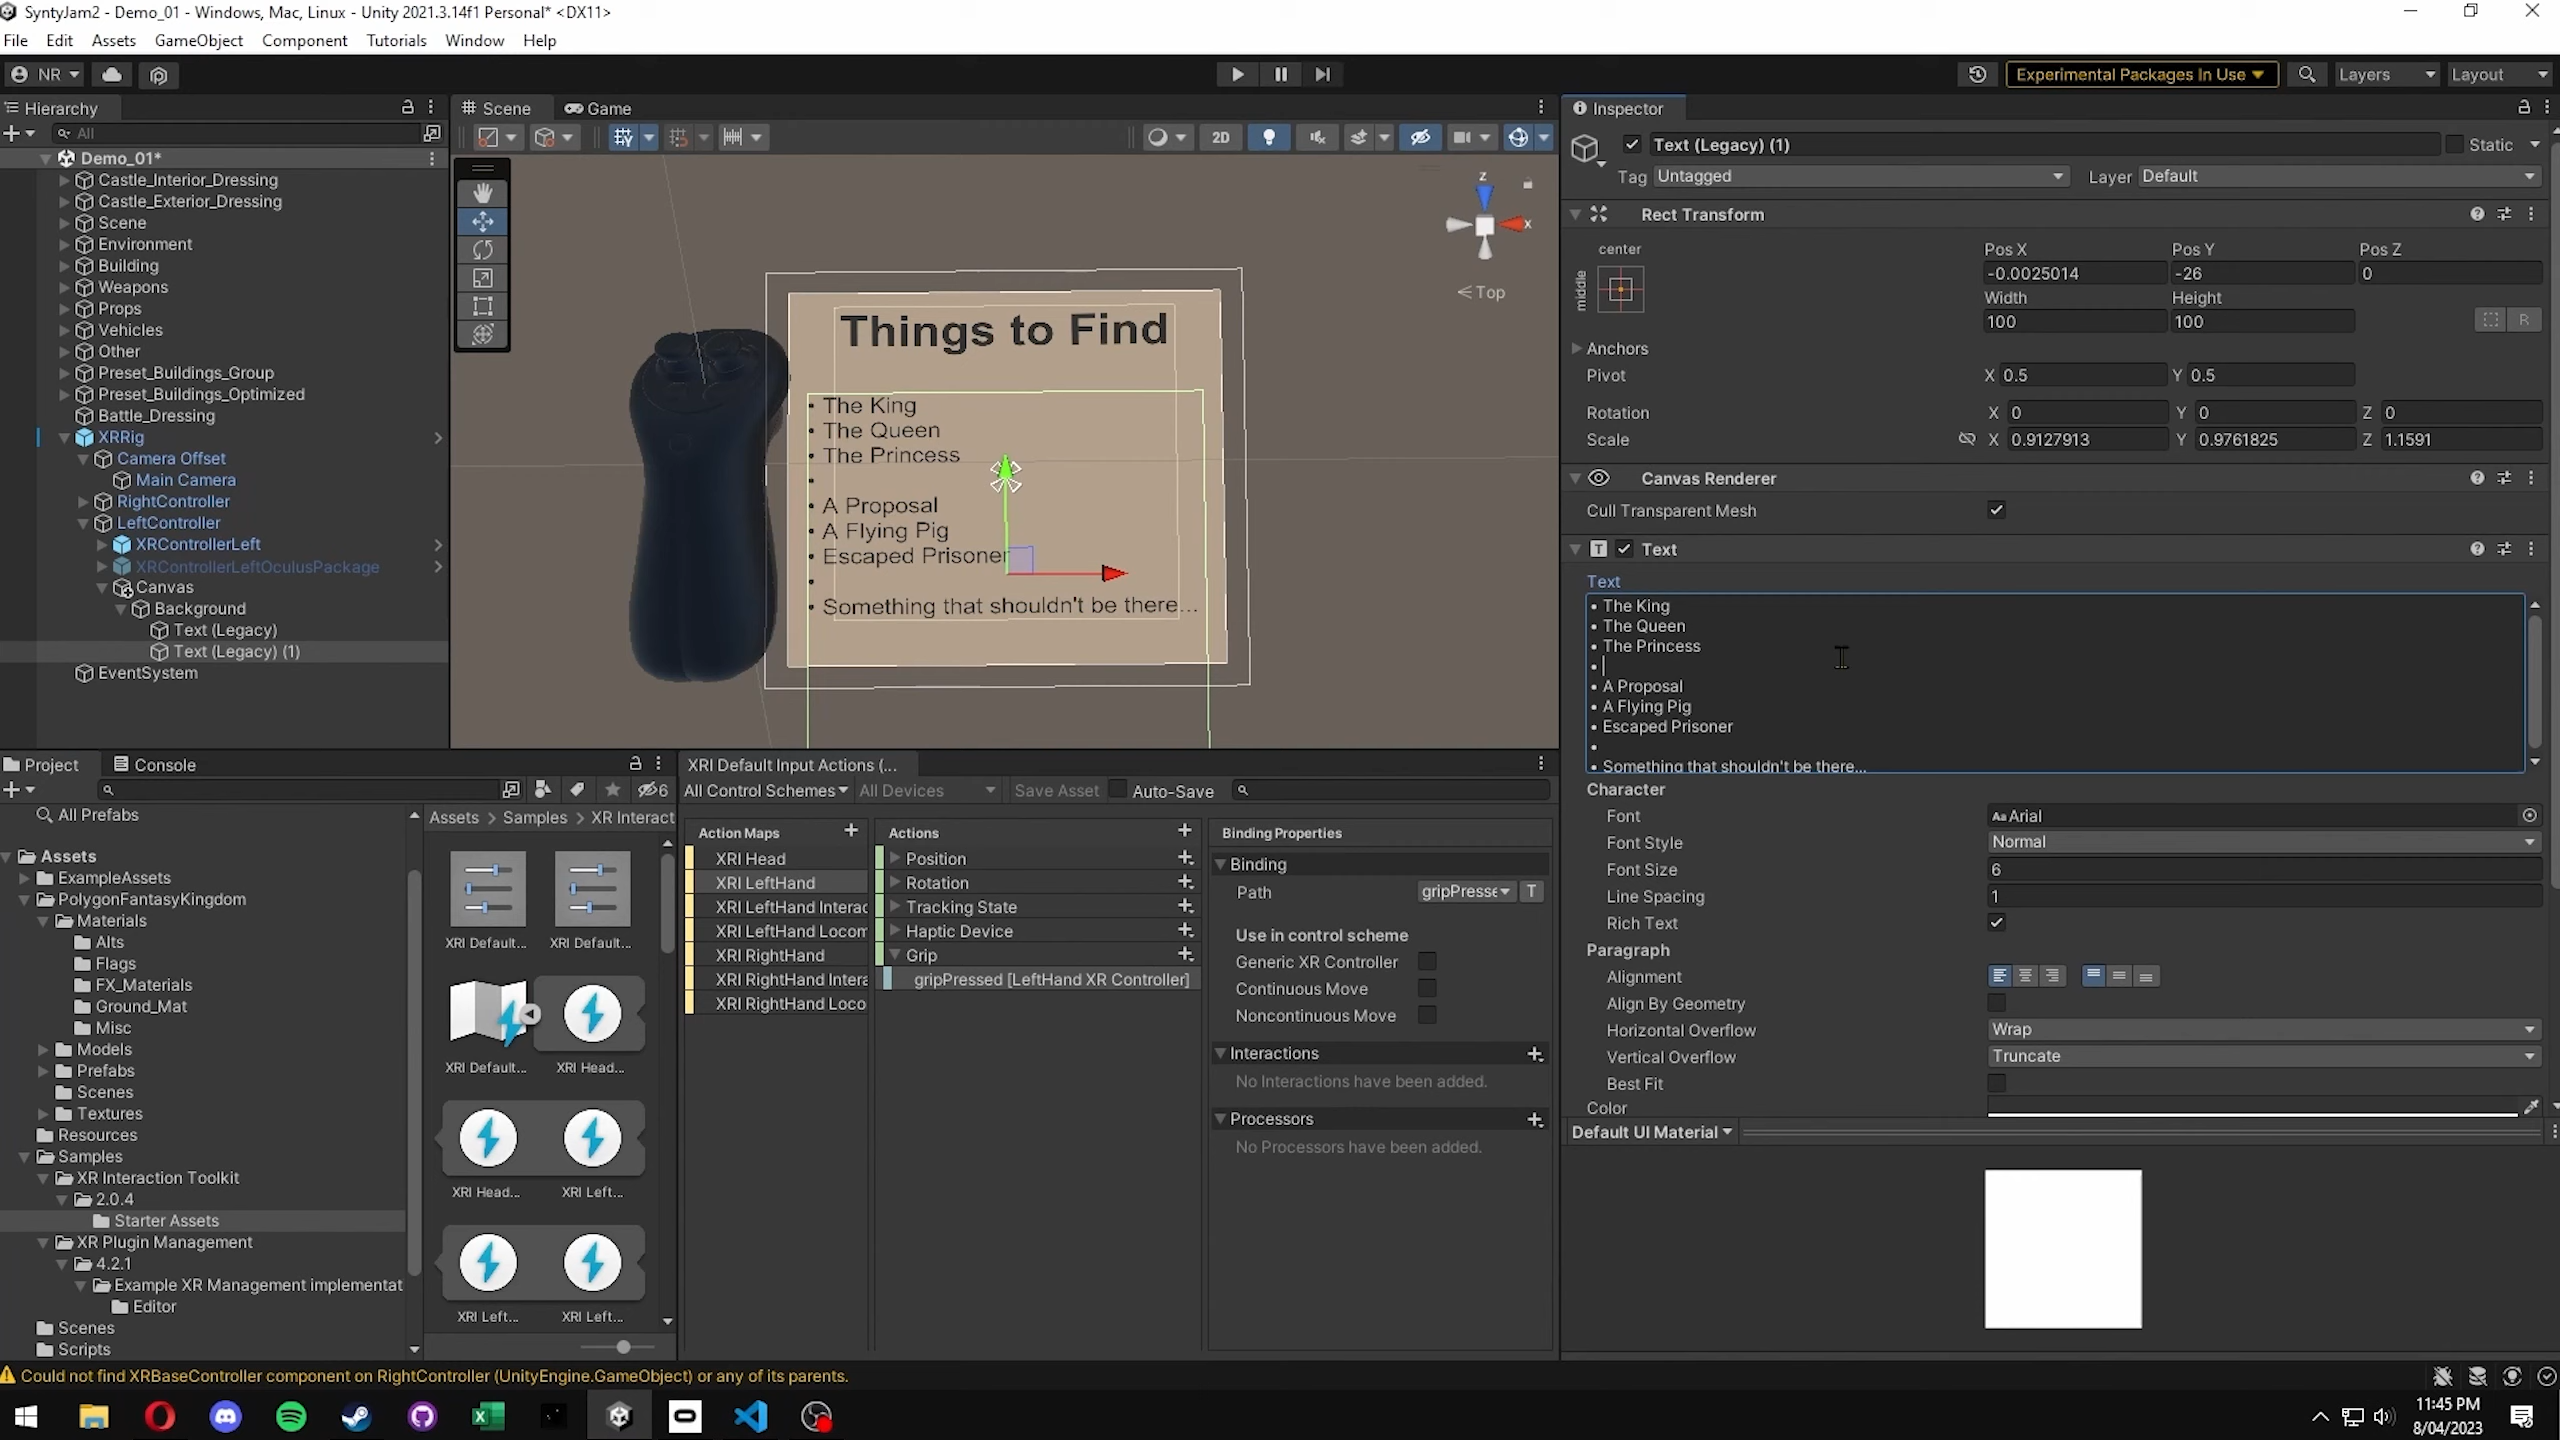 SyntyJam2 - Demo_01 - Windows, Mac, Linux - Unity 2021.3.14f1 Personal* <DX11>
File Edit Assets GameObject Component Tutorials Window Help
NR
Experimental Packages In Use
Layers
Layout
Hierarchy
All
Demo_01*
Castle_Interior_Dressing
Castle_Exterior_Dressing
Scene
Environment
Building
Weapons
Props
Vehicles
Other
Preset_Buildings_Group
Preset_Buildings_Optimized
Battle_Dressing
XRRig
Camera Offset
Main Camera
RightController
LeftController
XRControllerLeft
XRControllerLeftOculusPackage
Canvas
Background
Text (Legacy)
Text (Legacy) (1)
EventSystem
Scene Game
2D
z
x
Top
Things to Find
• The King
• The Queen
• The Princess
•
• A Proposal
• A Flying Pig
• Escaped Prisoner
•
• Something that shouldn't be there...
Inspector
Text (Legacy) (1)
Static
Tag Untagged Layer Default
Rect Transform
center
middle
Pos X Pos Y Pos Z
-0.0025014 -26 0
Width Height
100 100
R
Anchors
Pivot X 0.5 Y 0.5
Rotation X 0 Y 0 Z 0
Scale X 0.9127913 Y 0.9761825 Z 1.1591
Canvas Renderer
Cull Transparent Mesh
Text
Text
• The King
• The Queen
• The Princess
•
• A Proposal
• A Flying Pig
• Escaped Prisoner
•
• Something that shouldn't be there...
Character
Font Arial
Font Style Normal
Font Size 6
Line Spacing 1
Rich Text
Paragraph
Alignment
Align By Geometry
Horizontal Overflow Wrap
Vertical Overflow Truncate
Best Fit
Color
Default UI Material
Project Console
6
All Prefabs
Assets
ExampleAssets
PolygonFantasyKingdom
Materials
Alts
Flags
FX_Materials
Ground_Mat
Misc
Models
Prefabs
Scenes
Textures
Resources
Samples
XR Interaction Toolkit
2.0.4
Starter Assets
XR Plugin Management
4.2.1
Example XR Management implementat
Editor
Scenes
Scripts
Assets > Samples > XR Interact
XRI Default... XRI Default...
XRI Default... XRI Head...
XRI Head... XRI Left...
XRI Left... XRI Left...
XRI Default Input Actions (...
All Control Schemes All Devices Save Asset Auto-Save
Action Maps
XRI Head
XRI LeftHand
XRI LeftHand Interac
XRI LeftHand Locom
XRI RightHand
XRI RightHand Intera
XRI RightHand Loco
Actions
Position
Rotation
Tracking State
Haptic Device
Grip
gripPressed [LeftHand XR Controller]
Binding Properties
Binding
Path gripPresse T
Use in control scheme
Generic XR Controller
Continuous Move
Noncontinuous Move
Interactions
No Interactions have been added.
Processors
No Processors have been added.
Could not find XRBaseController component on RightController (UnityEngine.GameObject) or any of its parents.
11:45 PM
8/04/2023